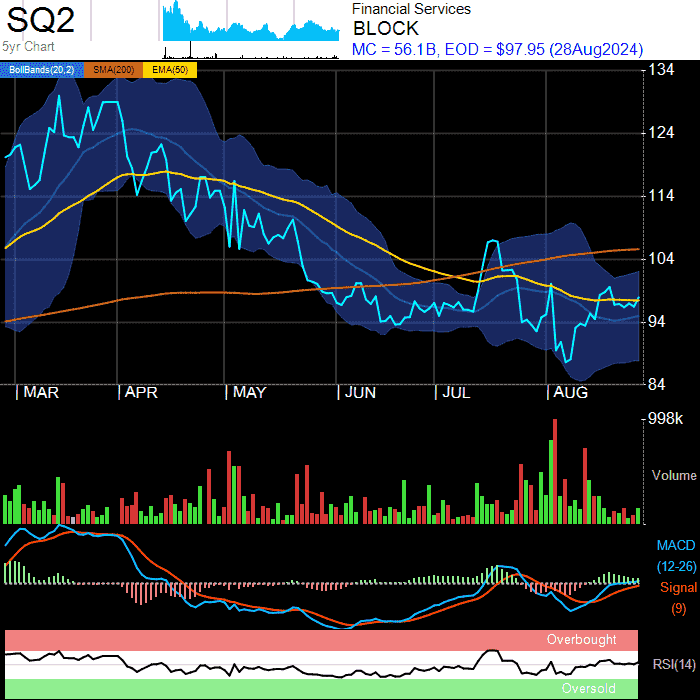 SQ2
5yr Chart
Financial Services
BLOCK
MC = 56.1B, EOD = $97.95 (28Aug2024)
BollBands(20,2) SMA(200) EMA(50)
134
124
114
104
94
84
MAR APR MAY JUN JUL AUG
998k
Volume
MACD
(12-26)
Signal
(9)
Overbought
RSI(14)
Oversold